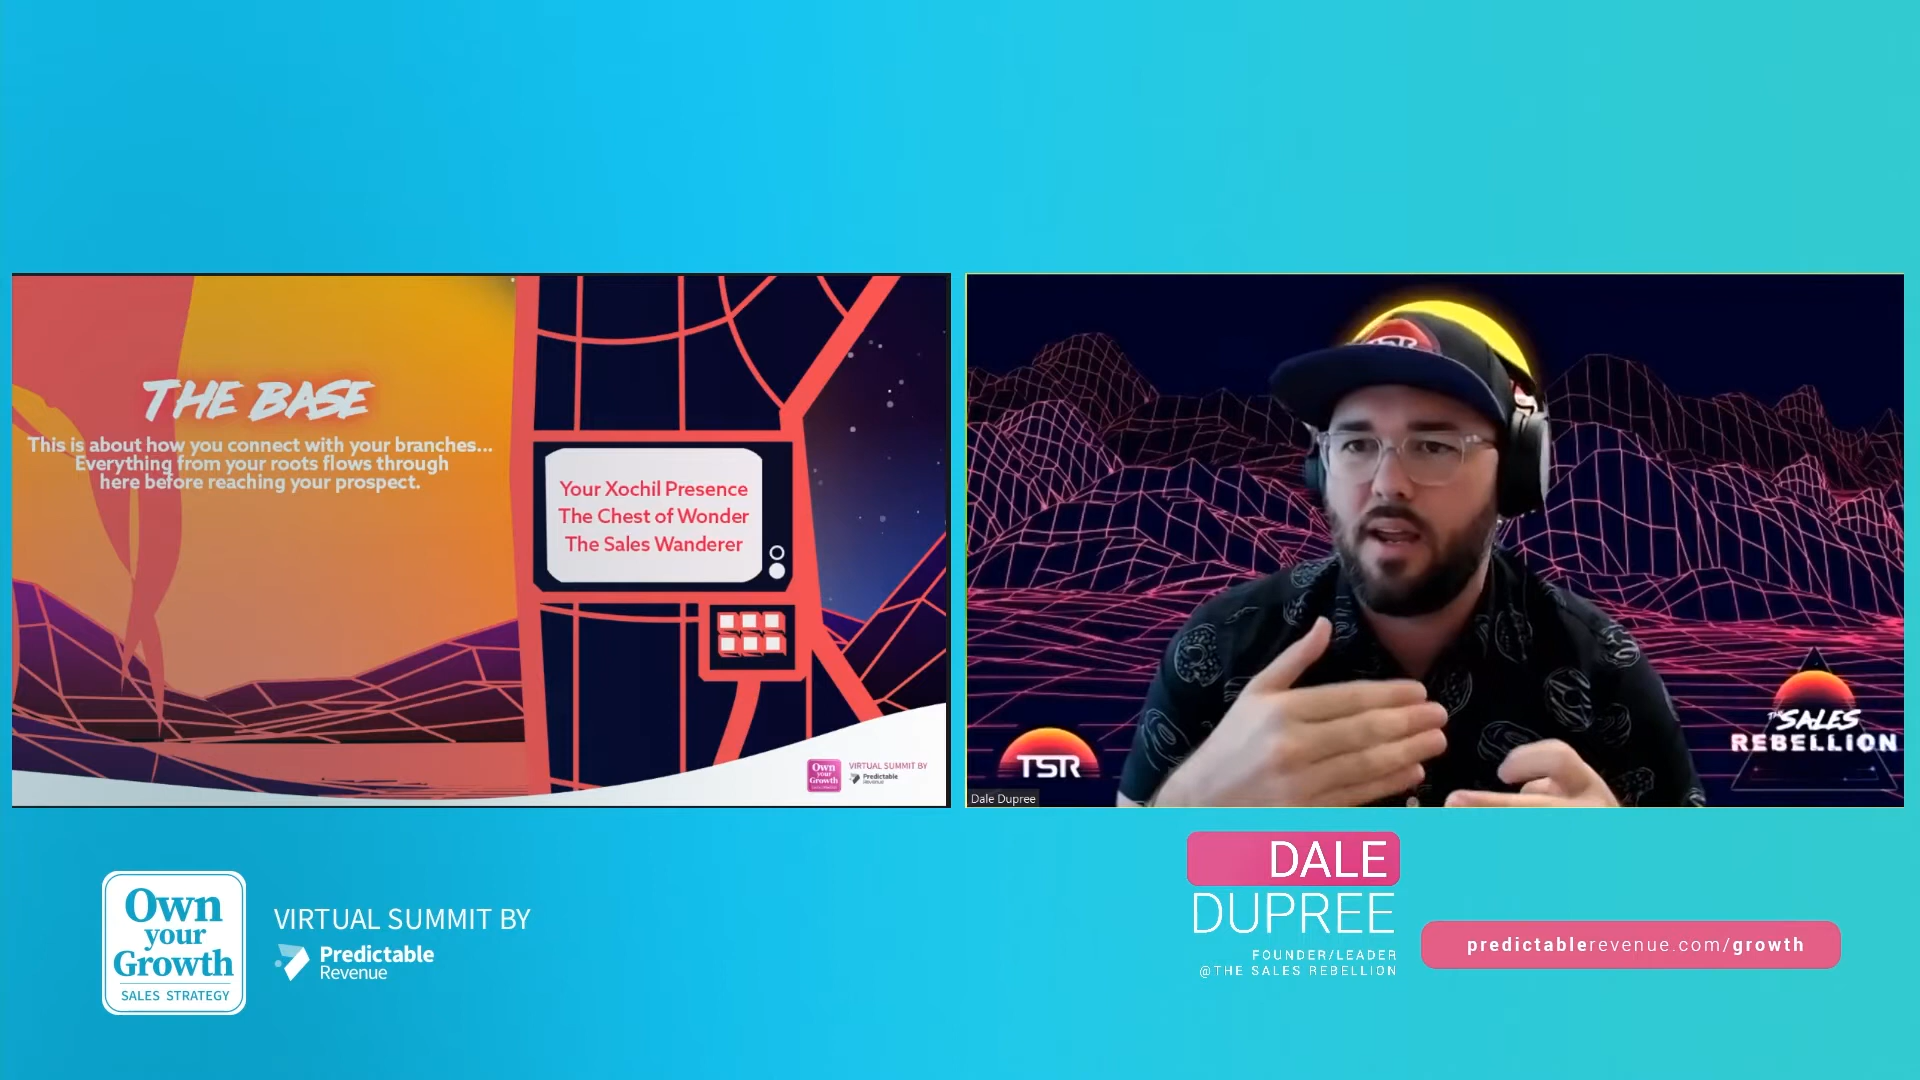 THE BASE
This is about how you connect with your branches...
Everything from your roots flows through
here before reaching your prospect.
Your Xochil Presence
The Chest of Wonder
The Sales Wanderer
Own
your
Growth
VIRTUAL SUMMIT BY
Predictable
Revenue
TSR
TSR
THE SALES
REBELLION
Dale Dupree
Own
your
Growth
SALES STRATEGY
VIRTUAL SUMMIT BY
Predictable
Revenue
DALE
DUPREE
FOUNDER/LEADER
@THE SALES REBELLION
predictablerevenue.com/growth